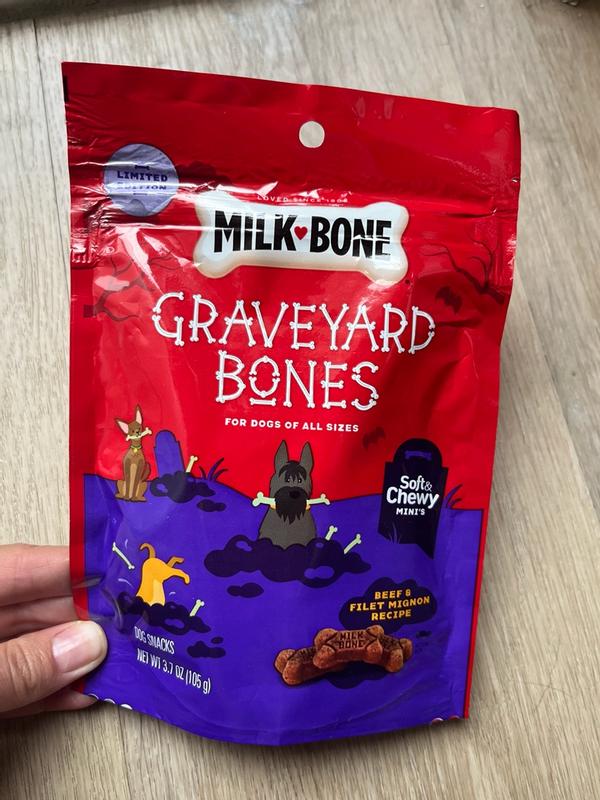 LIMITED
EDITION
LOVED SINCE 1908
MILK BONE
GRAVEYARD
BONES
FOR DOGS OF ALL SIZES
Soft&
Chewy
MINI'S
BEEF &
FILET MIGNON
RECIPE
MILK
BONE
DOG SNACKS
NET WT 3.7 OZ (105 g)